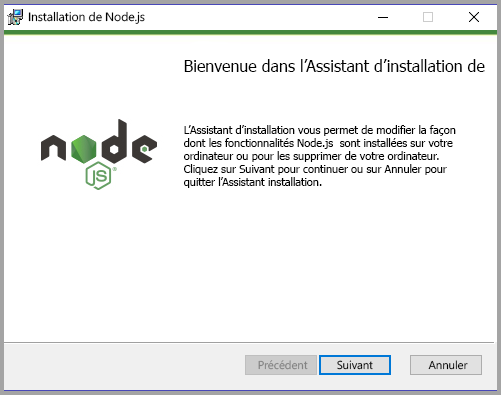 Installation de Node.js
Bienvenue dans l’Assistant d’installation de
node
JS
L’Assistant d’installation vous permet de modifier la façon
dont les fonctionnalités Node.js sont installées sur votre
ordinateur ou pour les supprimer de votre ordinateur.
Cliquez sur Suivant pour continuer ou sur Annuler pour
quitter l’Assistant installation.
Précédent
Suivant
Annuler